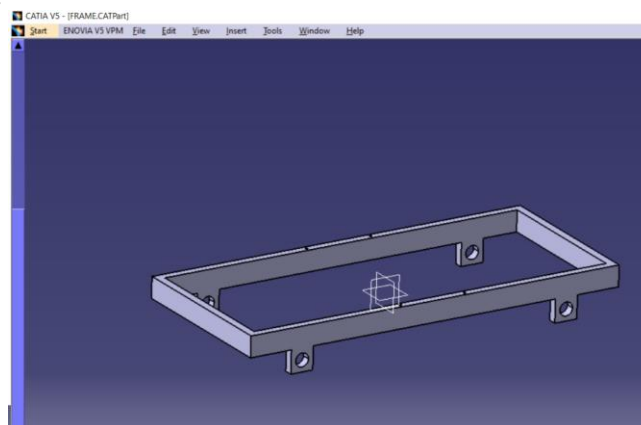 CATIA V5 - [FRAME.CATPart]
Start ENOVIA V5 VPM File Edit View Insert Tools Window Help